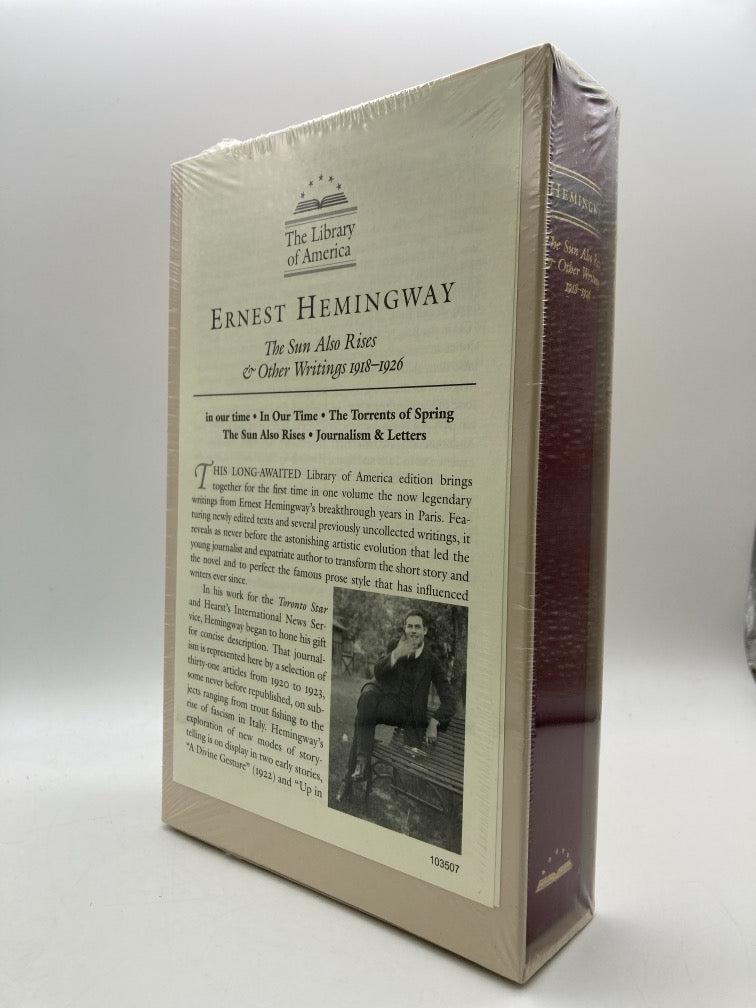 The Library
of America
ERNEST HEMINGWAY
The Sun Also Rises
& Other Writings 1918–1926
in our time • In Our Time • The Torrents of Spring
The Sun Also Rises • Journalism & Letters
THIS LONG-AWAITED Library of America edition brings
together for the first time in one volume the now legendary
writings from Ernest Hemingway's breakthrough years in Paris. Fea-
turing newly edited texts and several previously uncollected writings, it
reveals as never before the astonishing artistic evolution that led the
young journalist and expatriate author to transform the short story and
the novel and to perfect the famous prose style that has influenced
writers ever since.
In his work for the Toronto Star
and Hearst's International News Ser-
vice, Hemingway began to hone his gift
for concise description. That journal-
ism is represented here by a selection of
thirty-one articles from 1920 to 1923,
some never before republished, on sub-
jects ranging from trout fishing to the
rise of fascism in Italy. Hemingway's
exploration of new modes of story-
telling is on display in two early stories,
"A Divine Gesture" (1922) and "Up in
103507
HEMINGW
The Sun Also
& Other
1918–1926